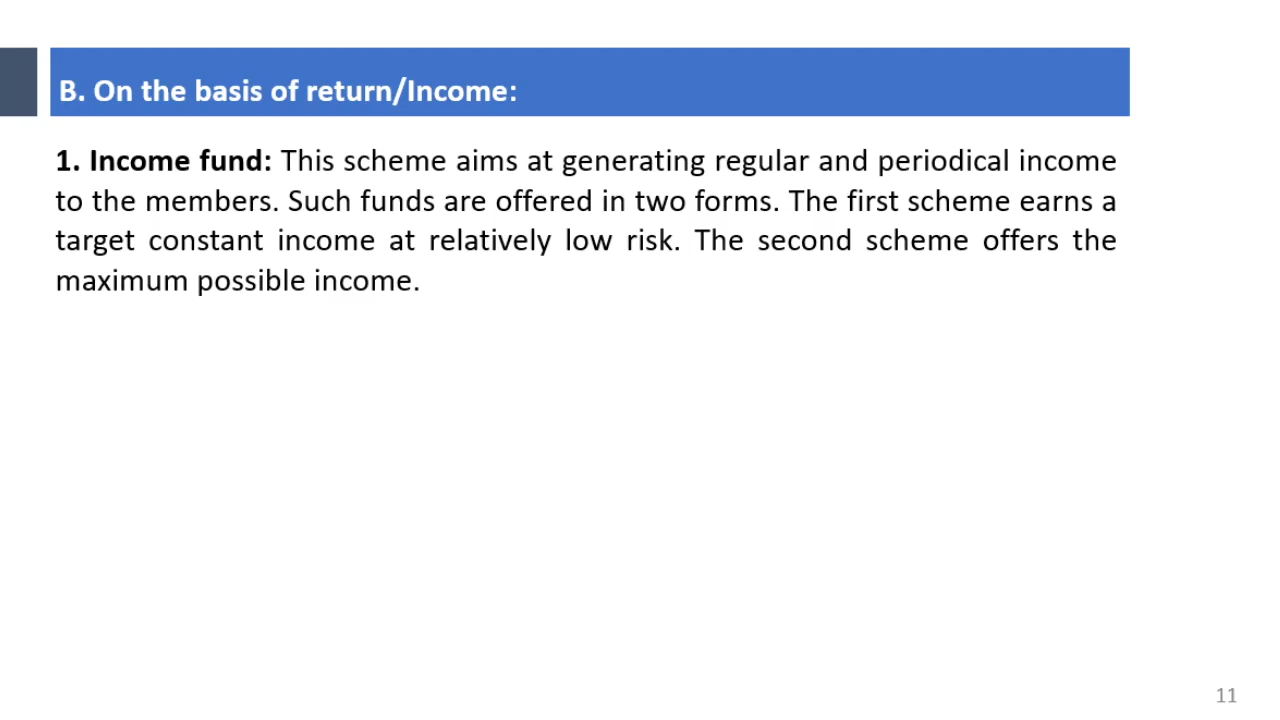 B. On the basis of return/Income:
1. Income fund: This scheme aims at generating regular and periodical income
to the members. Such funds are offered in two forms. The first scheme earns a
target constant income at relatively low risk. The second scheme offers the
maximum possible income.
11